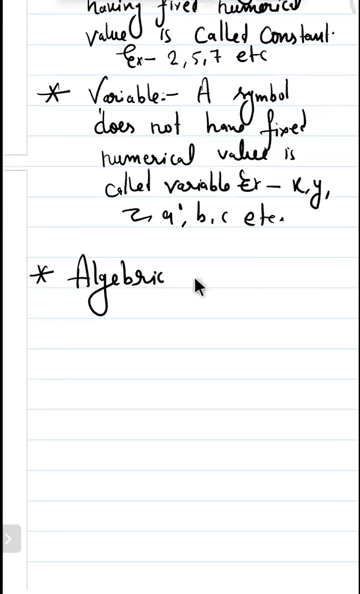 having fixed numerical
value is called Constant.
Ex- 2, 5, 7 etc
* Variable:- A symbol
does not have fixed
numerical value is
called variable Ex - x, y,
z, a, b, c etc.
* Algebric